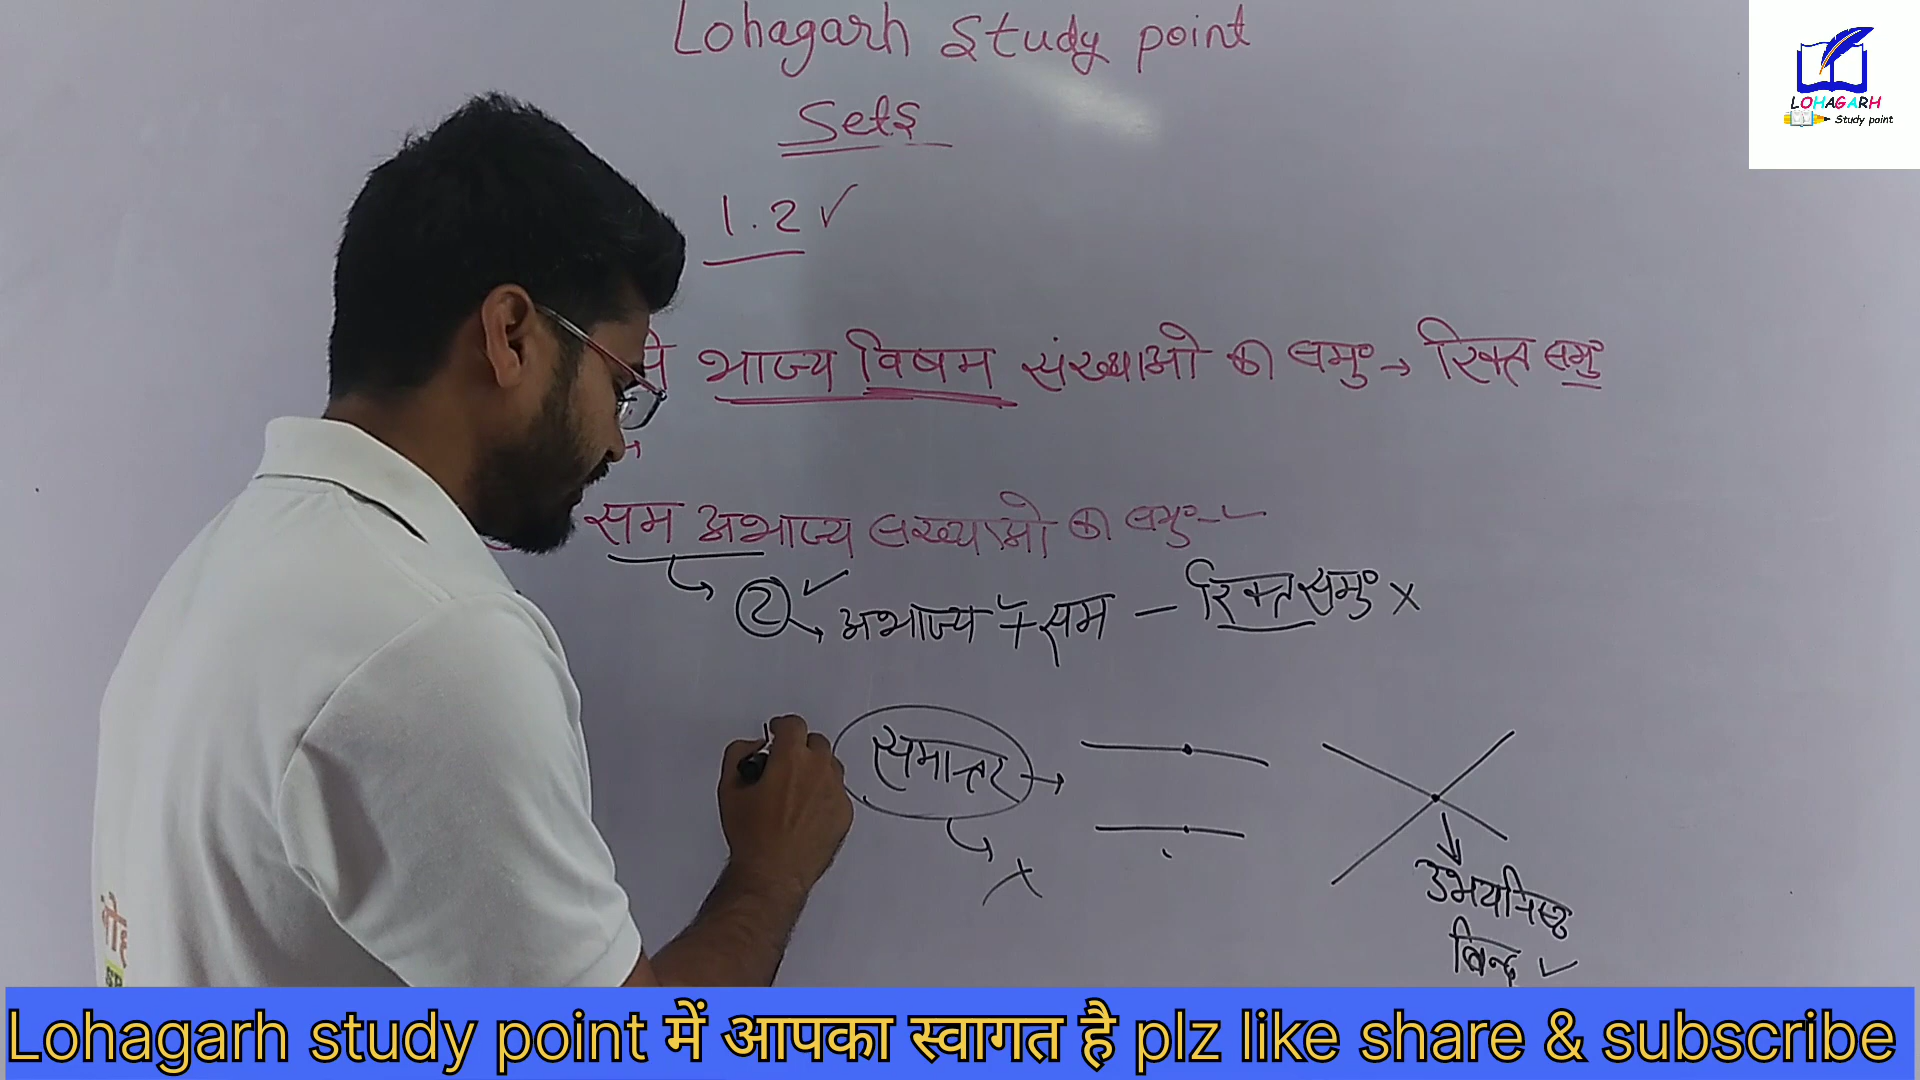 Lohagarh Study point
LOHAGARH
Study point
Sets
1.2 ✓
से भाज्य विषम संख्याओ का समु° → रिक्त समु°
सम अभाज्य संख्याओ का समु° - ✓
2 ✓ अभाज्य + सम - रिक्त समु° ×
समान्तर →
×
उभयनिष्ठ
बिन्दु ✓
Lohagarh study point में आपका स्वागत है plz like share & subscribe